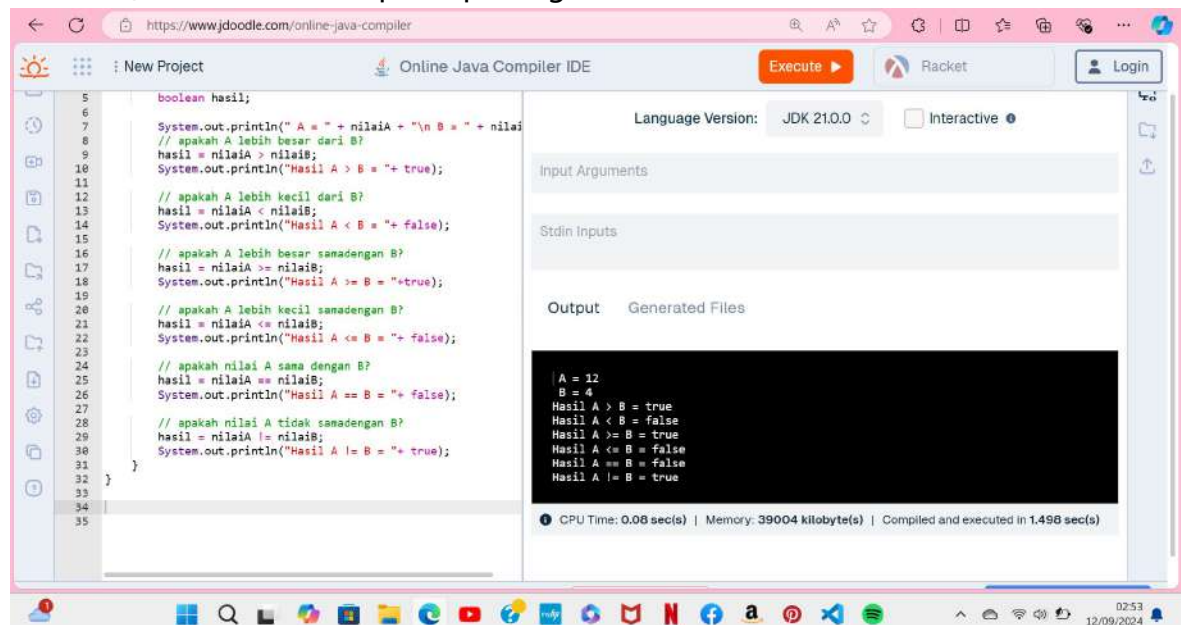 https://www.jdoodle.com/online-java-compiler
New Project
Online Java Compiler IDE
Execute
Racket
Login
5 boolean hasil;
6
7 System.out.println(" A = " + nilaiA + "\n B = " + nilai
8 // apakah A lebih besar dari B?
9 hasil = nilaiA > nilaiB;
10 System.out.println("Hasil A > B = "+ true);
11
12 // apakah A lebih kecil dari B?
13 hasil = nilaiA < nilaiB;
14 System.out.println("Hasil A < B = "+ false);
15
16 // apakah A lebih besar samadengan B?
17 hasil = nilaiA >= nilaiB;
18 System.out.println("Hasil A >= B = "+true);
19
20 // apakah A lebih kecil samadengan B?
21 hasil = nilaiA <= nilaiB;
22 System.out.println("Hasil A <= B = "+ false);
23
24 // apakah nilai A sama dengan B?
25 hasil = nilaiA == nilaiB;
26 System.out.println("Hasil A == B = "+ false);
27
28 // apakah nilai A tidak samadengan B?
29 hasil = nilaiA != nilaiB;
30 System.out.println("Hasil A != B = "+ true);
31 }
32 }
33
34
35
Language Version: JDK 21.0.0
Interactive
Input Arguments
Stdin Inputs
Output Generated Files
A = 12
B = 4
Hasil A > B = true
Hasil A < B = false
Hasil A >= B = true
Hasil A <= B = false
Hasil A == B = false
Hasil A != B = true
CPU Time: 0.08 sec(s) | Memory: 39004 kilobyte(s) | Compiled and executed in 1.498 sec(s)
02:53
12/09/2024